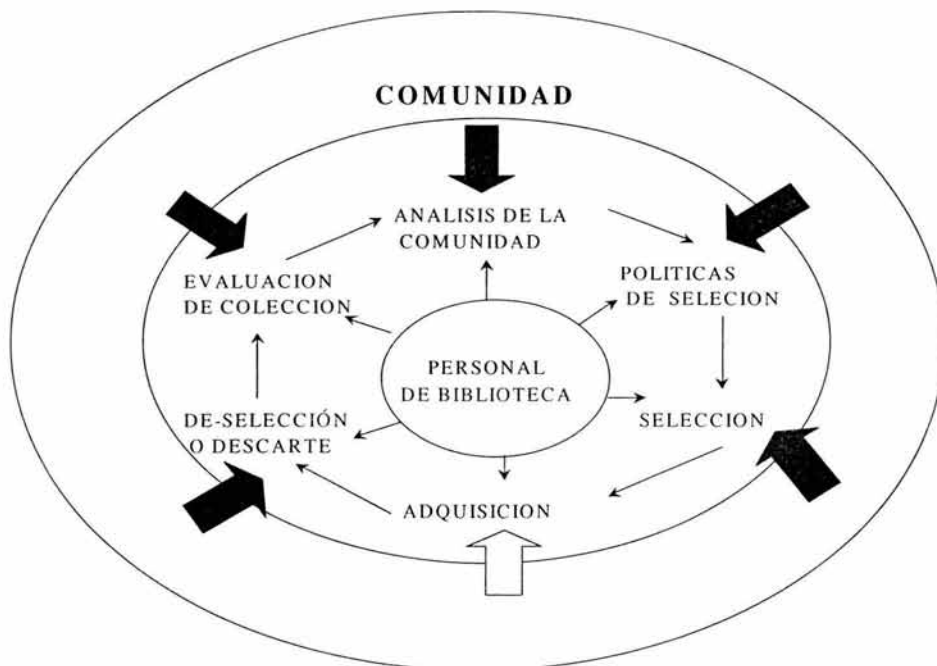 COMUNIDAD
ANALISIS DE LA
COMUNIDAD
EVALUACION
DE COLECCION
POLITICAS
DE SELECION
PERSONAL
DE BIBLIOTECA
DE-SELECCIÓN
O DESCARTE
SELECCION
ADQUISICION